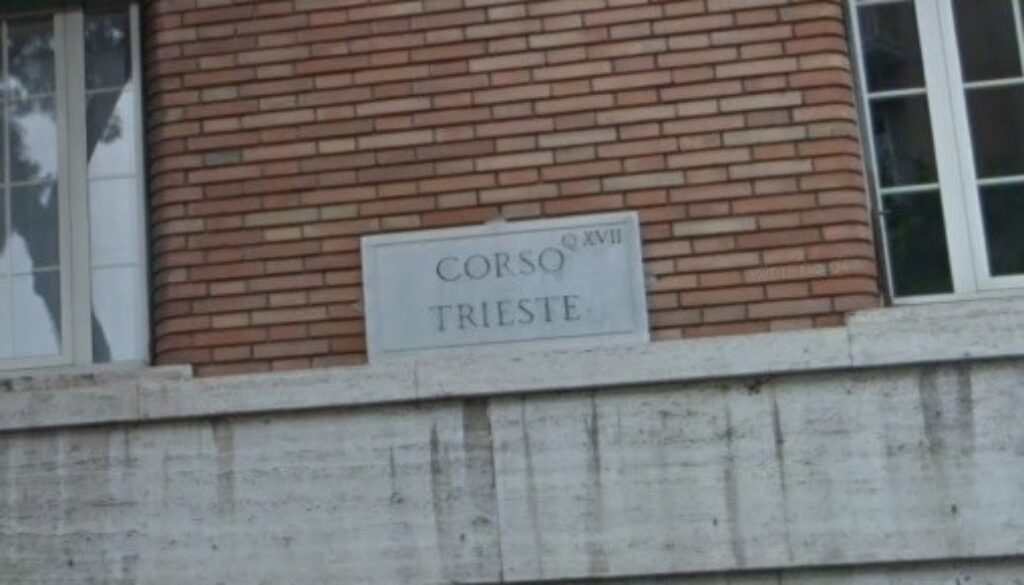 Q XVII
CORSO
TRIESTE